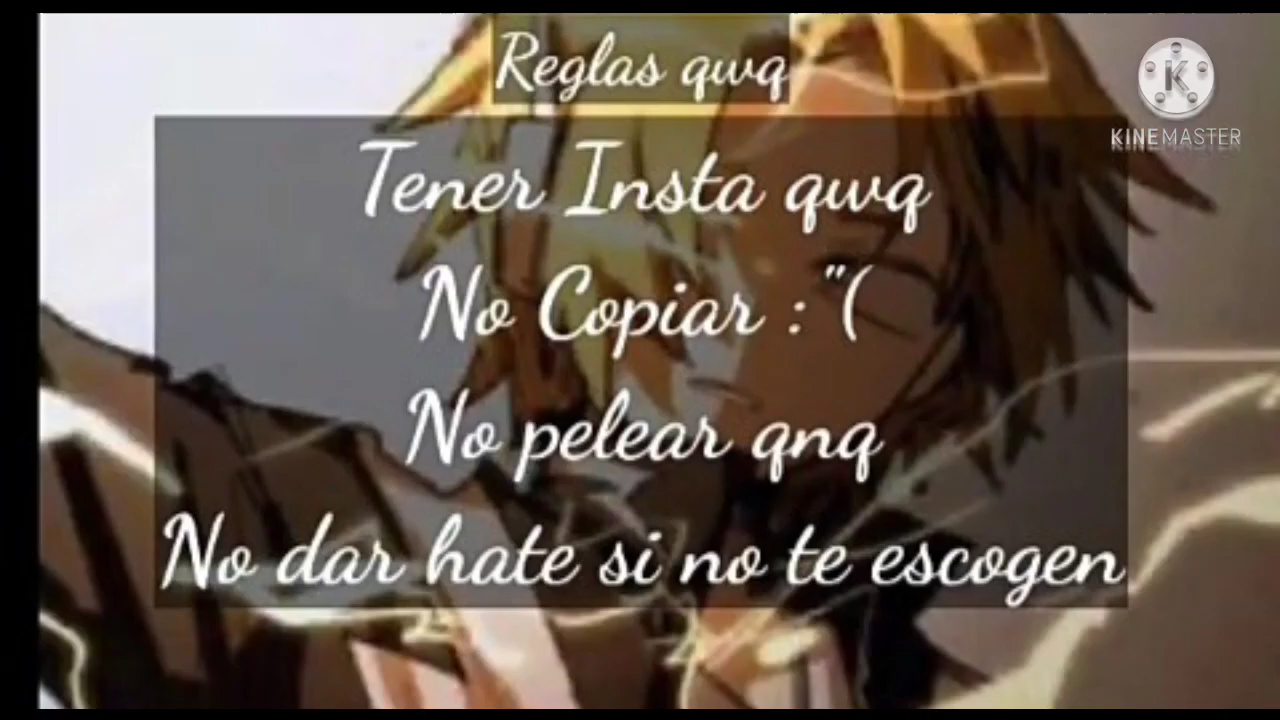 Reglas qwq
KINEMASTER
Tener Insta qwq
No Copiar :"(
No pelear qnq
No dar hate si no te escogen